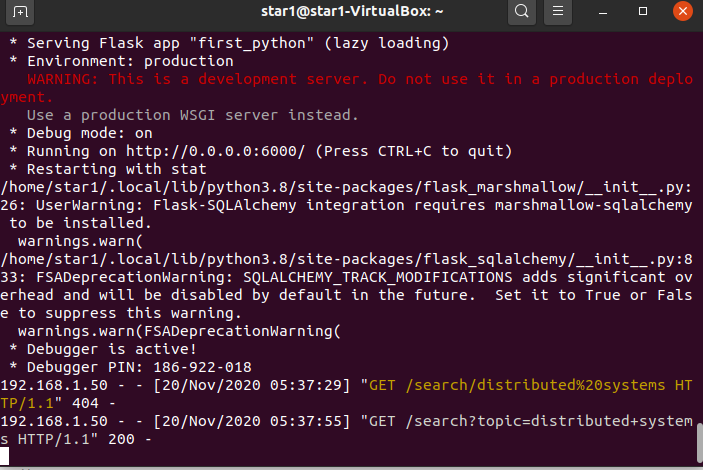 star1@star1-VirtualBox: ~
* Serving Flask app "first_python" (lazy loading)
* Environment: production
WARNING: This is a development server. Do not use it in a production deplo
yment.
Use a production WSGI server instead.
* Debug mode: on
* Running on http://0.0.0.0:6000/ (Press CTRL+C to quit)
* Restarting with stat
/home/star1/.local/lib/python3.8/site-packages/flask_marshmallow/__init__.py:
26: UserWarning: Flask-SQLAlchemy integration requires marshmallow-sqlalchemy
to be installed.
warnings.warn(
/home/star1/.local/lib/python3.8/site-packages/flask_sqlalchemy/__init__.py:8
33: FSADeprecationWarning: SQLALCHEMY_TRACK_MODIFICATIONS adds significant ov
erhead and will be disabled by default in the future.  Set it to True or Fals
e to suppress this warning.
warnings.warn(FSADeprecationWarning(
* Debugger is active!
* Debugger PIN: 186-922-018
192.168.1.50 - - [20/Nov/2020 05:37:29] "GET /search/distributed%20systems HT
TP/1.1" 404 -
192.168.1.50 - - [20/Nov/2020 05:37:55] "GET /search?topic=distributed+system
s HTTP/1.1" 200 -